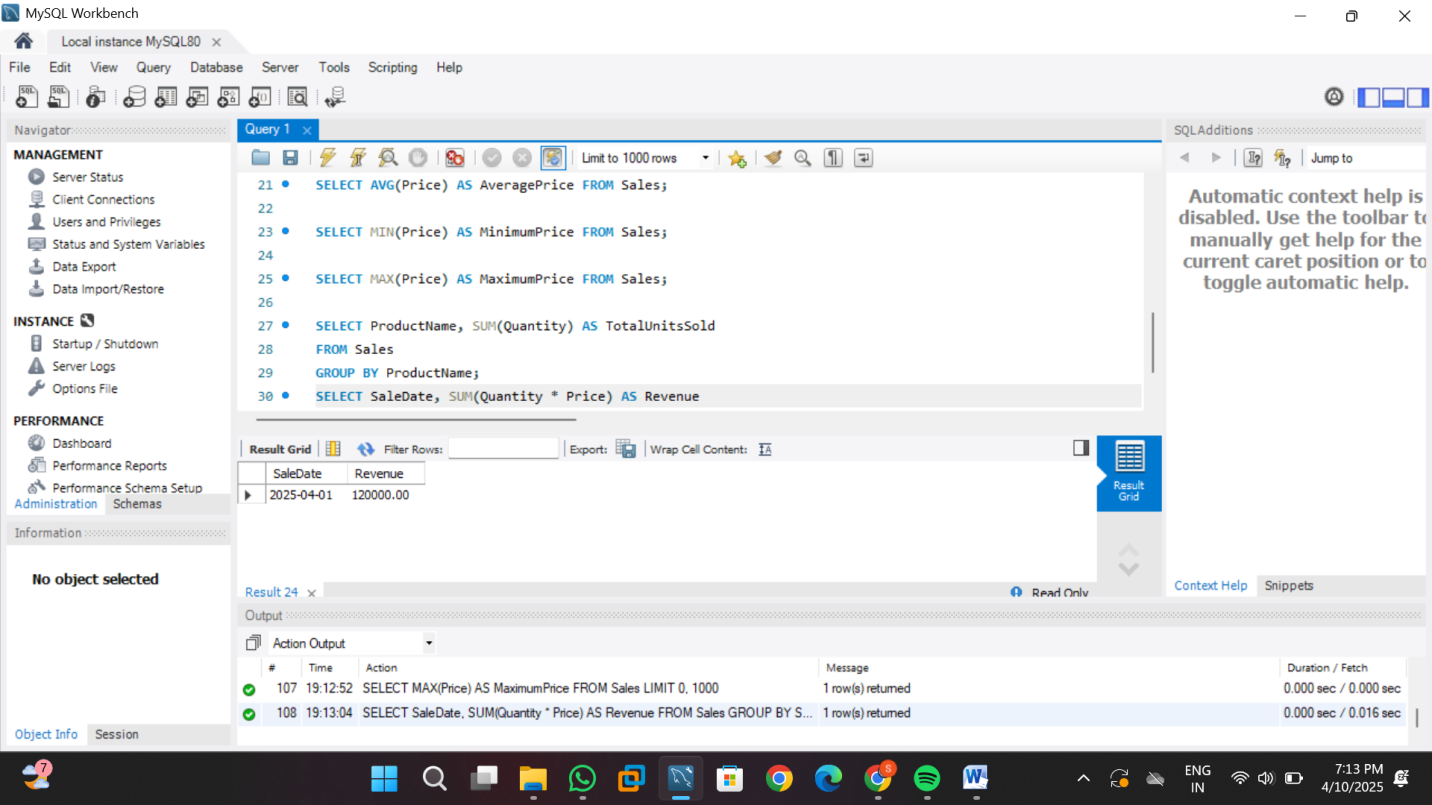 MySQL Workbench
Local instance MySQL80
File Edit View Query Database Server Tools Scripting Help
Navigator
MANAGEMENT
Server Status
Client Connections
Users and Privileges
Status and System Variables
Data Export
Data Import/Restore
INSTANCE
Startup / Shutdown
Server Logs
Options File
PERFORMANCE
Dashboard
Performance Reports
Performance Schema Setup
Administration Schemas
Information
No object selected
Object Info Session
Query 1
Limit to 1000 rows
21 SELECT AVG(Price) AS AveragePrice FROM Sales;
22
23 SELECT MIN(Price) AS MinimumPrice FROM Sales;
24
25 SELECT MAX(Price) AS MaximumPrice FROM Sales;
26
27 SELECT ProductName, SUM(Quantity) AS TotalUnitsSold
28 FROM Sales
29 GROUP BY ProductName;
30 SELECT SaleDate, SUM(Quantity * Price) AS Revenue
Result Grid Filter Rows: Export: Wrap Cell Content:
SaleDate Revenue
2025-04-01 120000.00
Result Grid
Result 24 Read Only
SQLAdditions
Jump to
Automatic context help is
disabled. Use the toolbar to
manually get help for the
current caret position or to
toggle automatic help.
Context Help Snippets
Output
Action Output
# Time Action Message Duration / Fetch
107 19:12:52 SELECT MAX(Price) AS MaximumPrice FROM Sales LIMIT 0, 1000 1 row(s) returned 0.000 sec / 0.000 sec
108 19:13:04 SELECT SaleDate, SUM(Quantity * Price) AS Revenue FROM Sales GROUP BY S... 1 row(s) returned 0.000 sec / 0.016 sec
7
S
ENG
IN
7:13 PM
4/10/2025